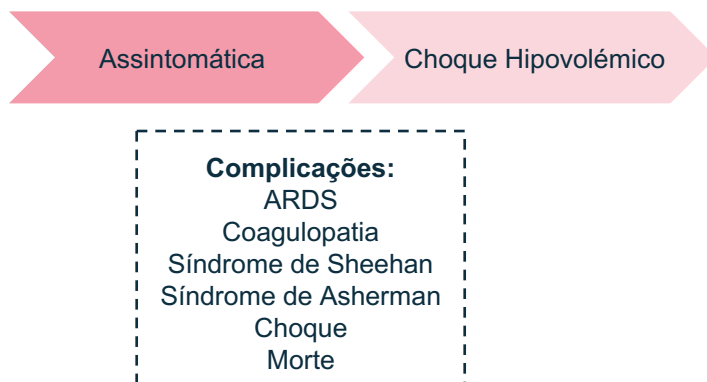 Assintomática
Choque Hipovolémico
Complicações:
ARDS
Coagulopatia
Síndrome de Sheehan
Síndrome de Asherman
Choque
Morte